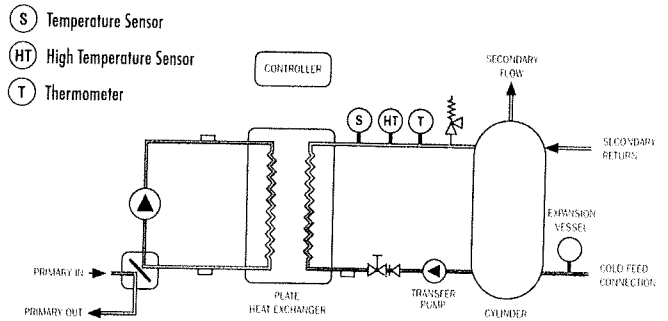 S Temperature Sensor
HT High Temperature Sensor
T Thermometer
CONTROLLER
SECONDARY
FLOW
S HT T
SECONDARY
RETURN
EXPANSION
VESSEL
PRIMARY IN
COLD FEED
CONNECTION
PRIMARY OUT
PLATE
HEAT EXCHANGER
TRANSFER
PUMP
CYLINDER